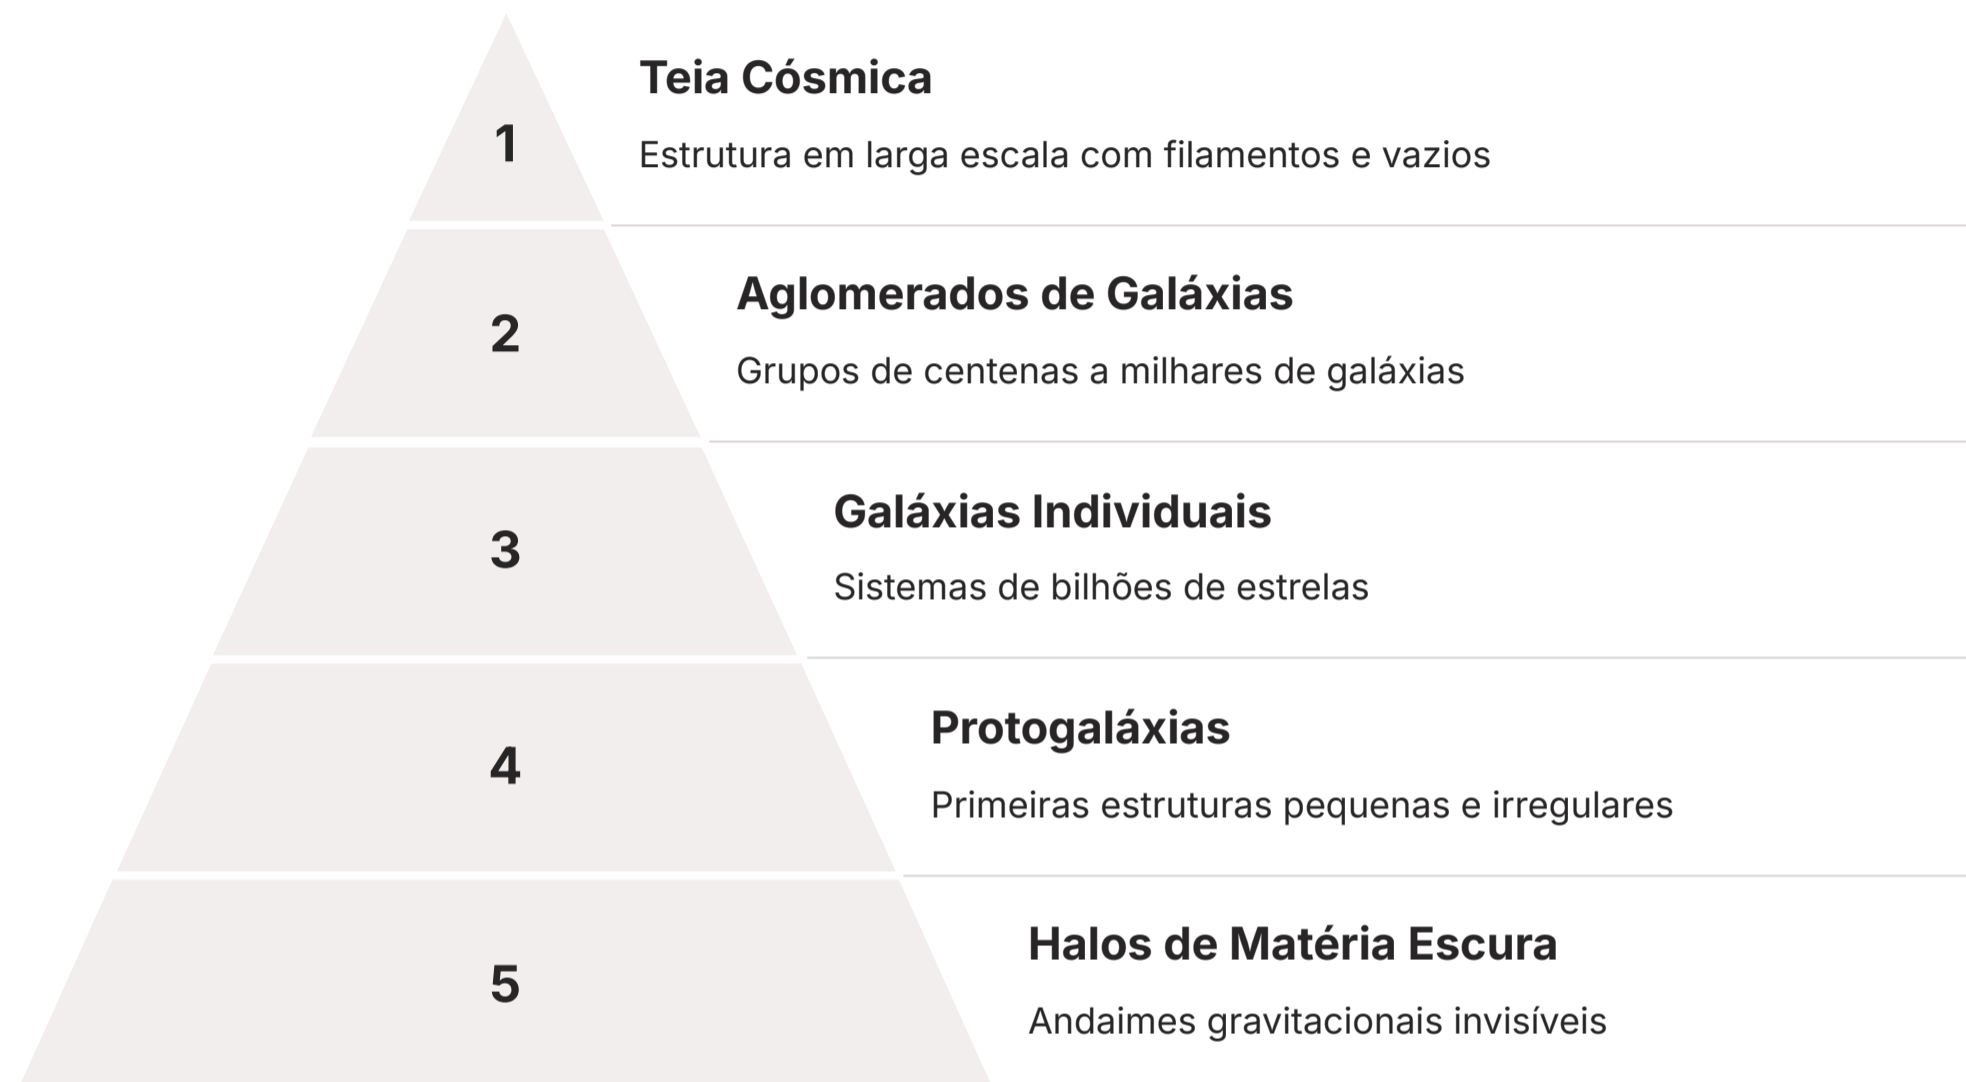 1
Teia Cósmica
Estrutura em larga escala com filamentos e vazios
2
Aglomerados de Galáxias
Grupos de centenas a milhares de galáxias
3
Galáxias Individuais
Sistemas de bilhões de estrelas
4
Protogaláxias
Primeiras estruturas pequenas e irregulares
5
Halos de Matéria Escura
Andaimes gravitacionais invisíveis